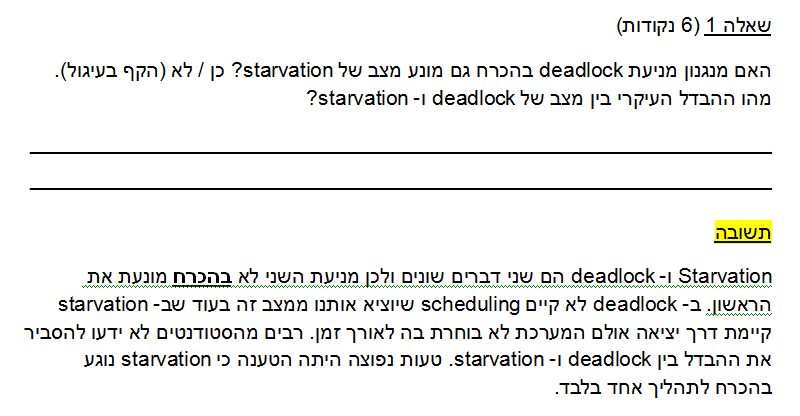 שאלה 1 (6 נקודות)
האם מנגנון מניעת deadlock בהכרח גם מונע מצב של starvation? כן / לא (הקף בעיגול).
מהו ההבדל העיקרי בין מצב של deadlock ו- starvation?
תשובה
Starvation ו- deadlock הם שני דברים שונים ולכן מניעת השני לא בהכרח מונעת את
הראשון. ב- deadlock לא קיים scheduling שיוציא אותנו ממצב זה בעוד שב- starvation
קיימת דרך יציאה אולם המערכת לא בוחרת בה לאורך זמן. רבים מהסטודנטים לא ידעו להסביר
את ההבדל בין deadlock ו- starvation. טעות נפוצה היתה הטענה כי starvation נוגע
בהכרח לתהליך אחד בלבד.